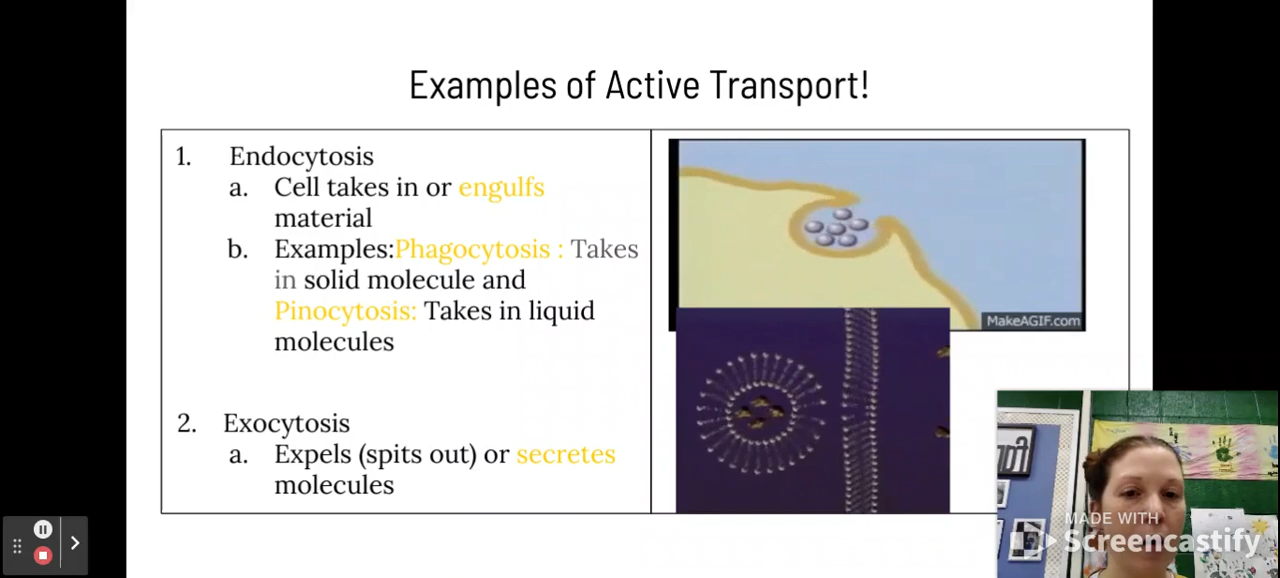 Examples of Active Transport!
1. Endocytosis
a. Cell takes in or engulfs
material
b. Examples:Phagocytosis : Takes
in solid molecule and
Pinocytosis: Takes in liquid
molecules
2. Exocytosis
a. Expels (spits out) or secretes
molecules
MakeAGIF.com
MADE WITH
Screencastify